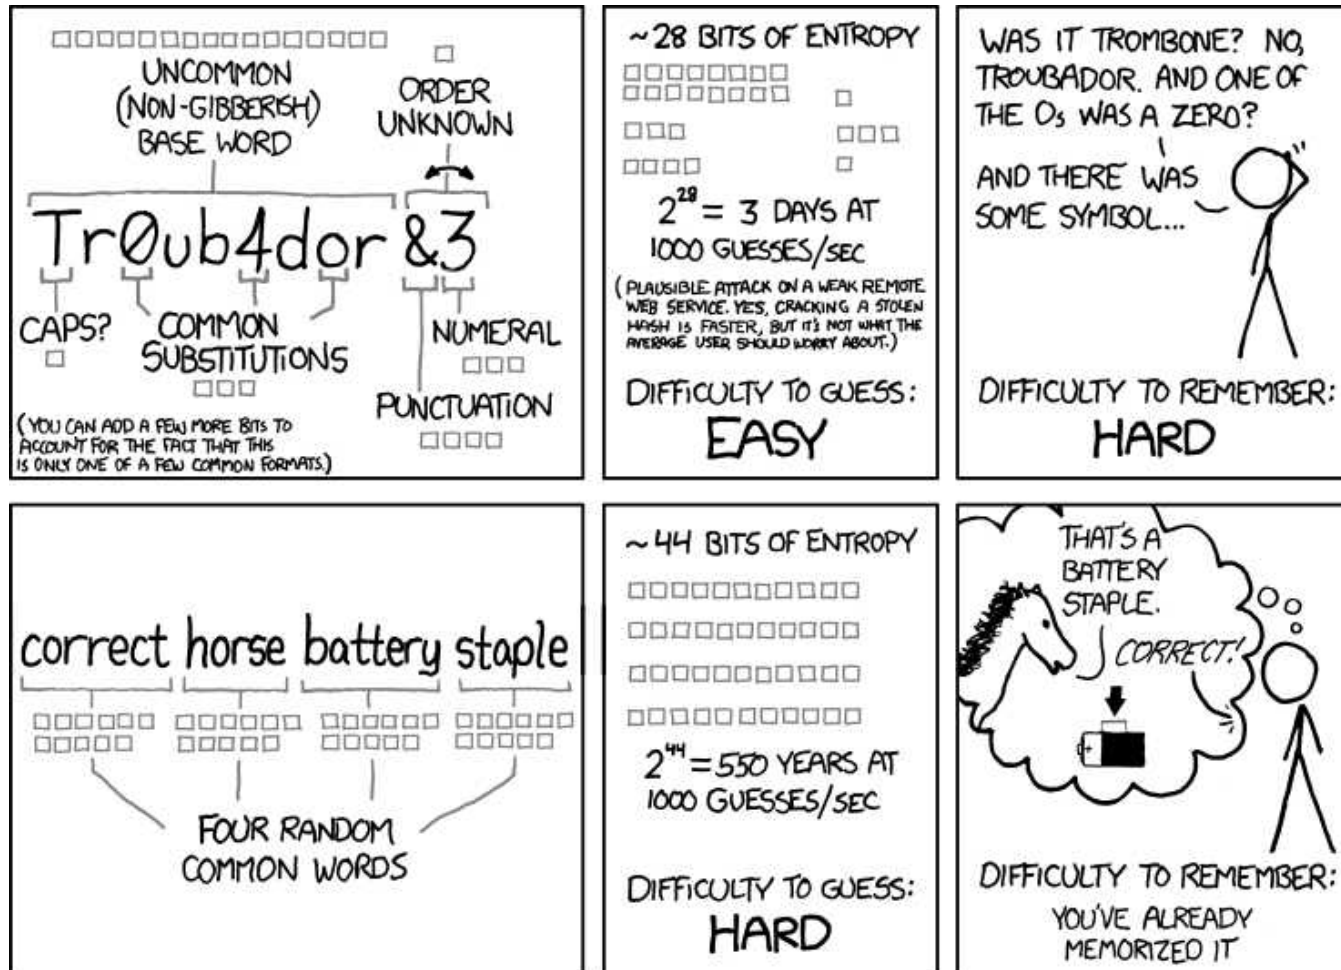 UNCOMMON
(NON-GIBBERISH)
BASE WORD
ORDER
UNKNOWN
Tr0ub4dor &3
CAPS?
COMMON
SUBSTITUTIONS
NUMERAL
PUNCTUATION
(YOU CAN ADD A FEW MORE BITS TO
ACCOUNT FOR THE FACT THAT THIS
IS ONLY ONE OF A FEW COMMON FORMATS.)
~28 BITS OF ENTROPY
2^28 = 3 DAYS AT
1000 GUESSES/SEC
(PLAUSIBLE ATTACK ON A WEAK REMOTE
WEB SERVICE. YES, CRACKING A STOLEN
HASH IS FASTER, BUT IT'S NOT WHAT THE
AVERAGE USER SHOULD WORRY ABOUT.)
DIFFICULTY TO GUESS:
EASY
WAS IT TROMBONE? NO,
TROUBADOR. AND ONE OF
THE Os WAS A ZERO?
AND THERE WAS
SOME SYMBOL...
DIFFICULTY TO REMEMBER:
HARD
correct horse battery staple
FOUR RANDOM
COMMON WORDS
~44 BITS OF ENTROPY
2^44 = 550 YEARS AT
1000 GUESSES/SEC
DIFFICULTY TO GUESS:
HARD
THAT'S A
BATTERY
STAPLE.
CORRECT!
+
DIFFICULTY TO REMEMBER:
YOU'VE ALREADY
MEMORIZED IT